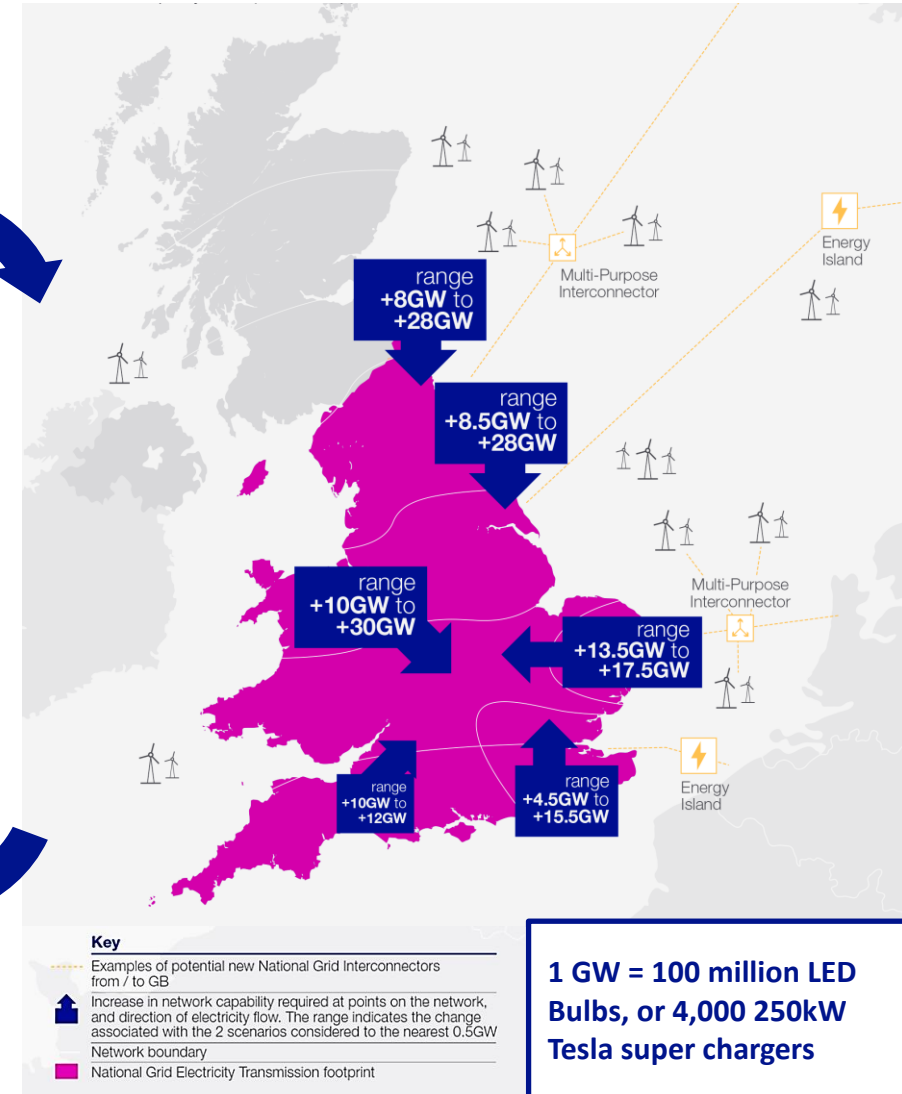 range
+8GW to
+28GW
Multi-Purpose
Interconnector
Energy
Island
range
+8.5GW to
+28GW
range
+10GW to
+30GW
Multi-Purpose
Interconnector
range
+13.5GW to
+17.5GW
range
+10GW to
+12GW
range
+4.5GW to
+15.5GW
Energy
Island
Key
Examples of potential new National Grid Interconnectors
from / to GB
Increase in network capability required at points on the network,
and direction of electricity flow. The range indicates the change
associated with the 2 scenarios considered to the nearest 0.5GW
Network boundary
National Grid Electricity Transmission footprint
1 GW = 100 million LED
Bulbs, or 4,000 250kW
Tesla super chargers